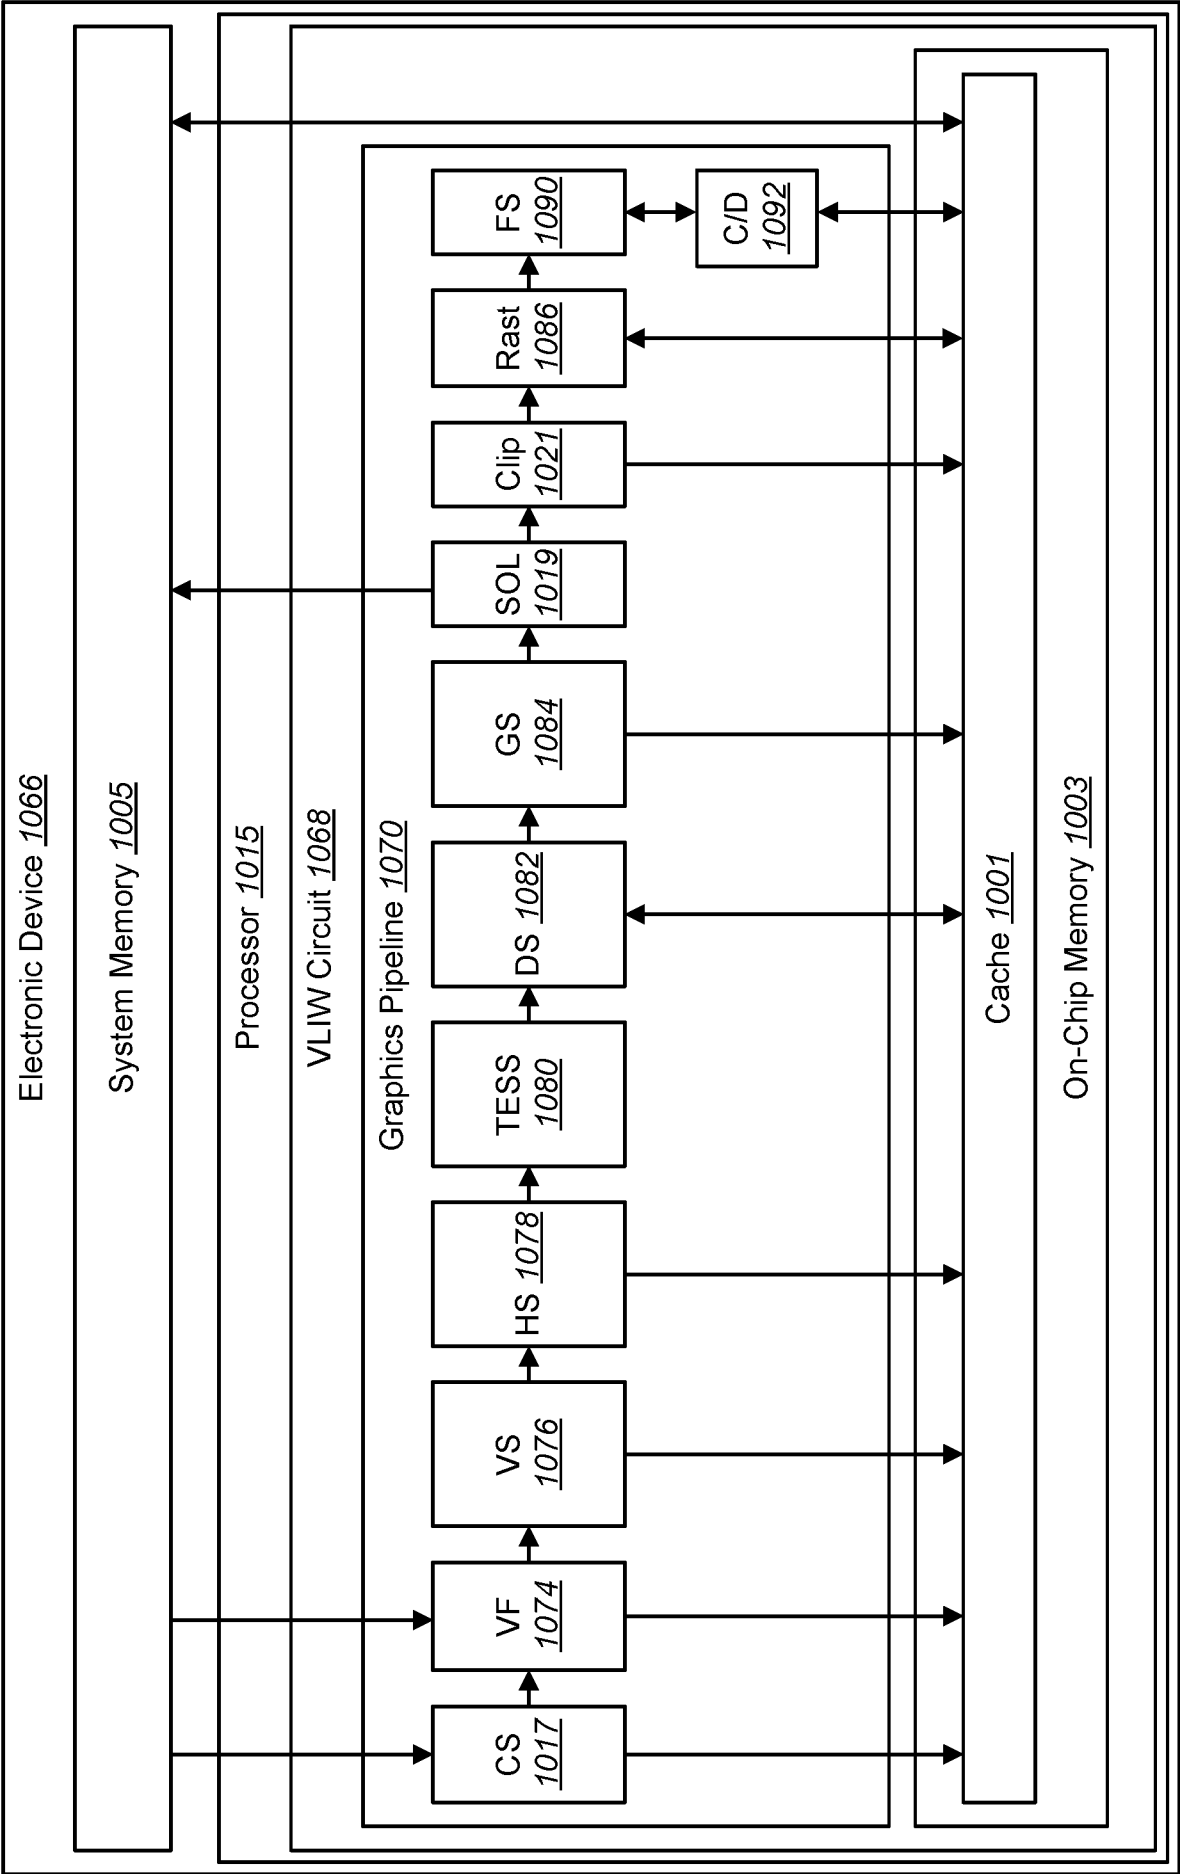 Electronic Device 1066
System Memory 1005
Processor 1015
VLIW Circuit 1068
Graphics Pipeline 1070
CS
1017
VF
1074
VS
1076
HS 1078
TESS
1080
DS 1082
GS
1084
SOL
1019
Clip
1021
Rast
1086
FS
1090
C/D
1092
Cache 1001
On-Chip Memory 1003